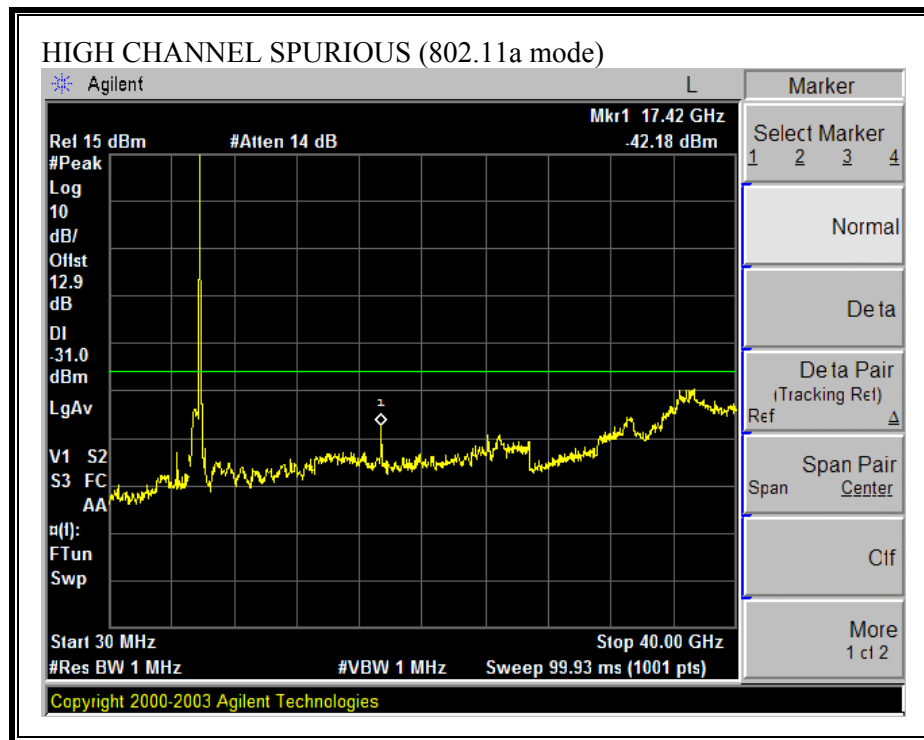 HIGH CHANNEL SPURIOUS (802.11a mode)
Agilent L
Mkr1 17.42 GHz
Ref 15 dBm #Atten 14 dB -42.18 dBm
#Peak
Log
10
dB/
Offst
12.9
dB
DI
-31.0
dBm
LgAv
V1 S2
S3 FC
AA
¤(f):
FTun
Swp
1
Start 30 MHz Stop 40.00 GHz
#Res BW 1 MHz #VBW 1 MHz Sweep 99.93 ms (1001 pts)
Copyright 2000-2003 Agilent Technologies
Marker
Select Marker
1 2 3 4
Normal
Delta
Delta Pair
(Tracking Ref)
Ref Δ
Span Pair
Span Center
Off
More
1 of 2